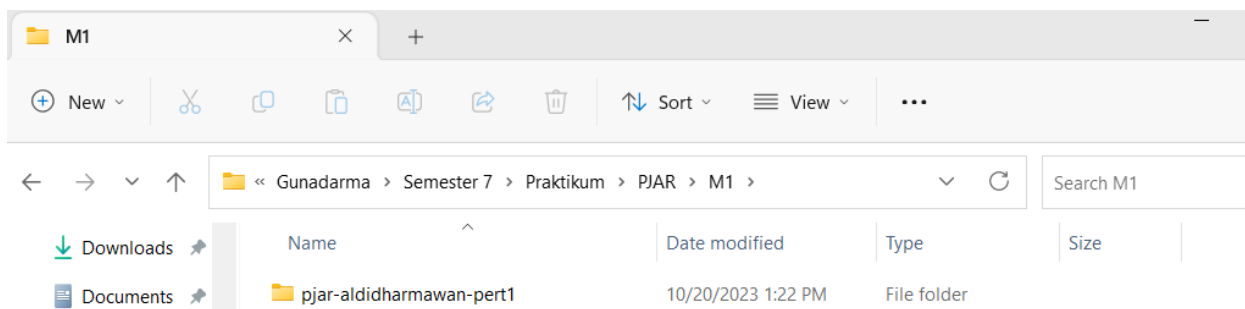 M1
New Sort View
« Gunadarma > Semester 7 > Praktikum > PJAR > M1 > Search M1
Downloads Name Date modified Type Size
Documents pjar-aldidharmawan-pert1 10/20/2023 1:22 PM File folder